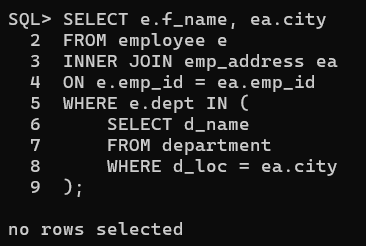 SQL> SELECT e.f_name, ea.city
  2  FROM employee e
  3  INNER JOIN emp_address ea
  4  ON e.emp_id = ea.emp_id
  5  WHERE e.dept IN (
  6      SELECT d_name
  7      FROM department
  8      WHERE d_loc = ea.city
  9  );
no rows selected